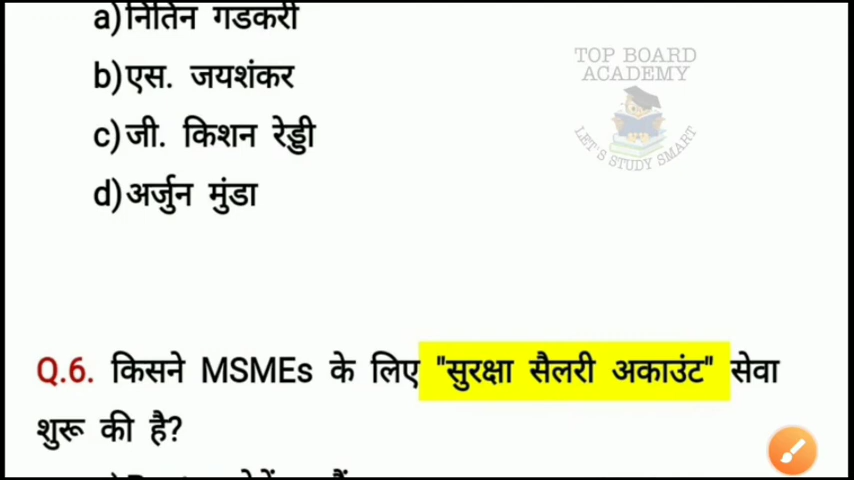 a) नितिन गडकरी
b) एस. जयशंकर
c) जी. किशन रेड्डी
d) अर्जुन मुंडा
TOP BOARD
ACADEMY
LET'S STUDY SMART
Q.6. किसने MSMEs के लिए "सुरक्षा सैलरी अकाउंट" सेवा
शुरू की है?